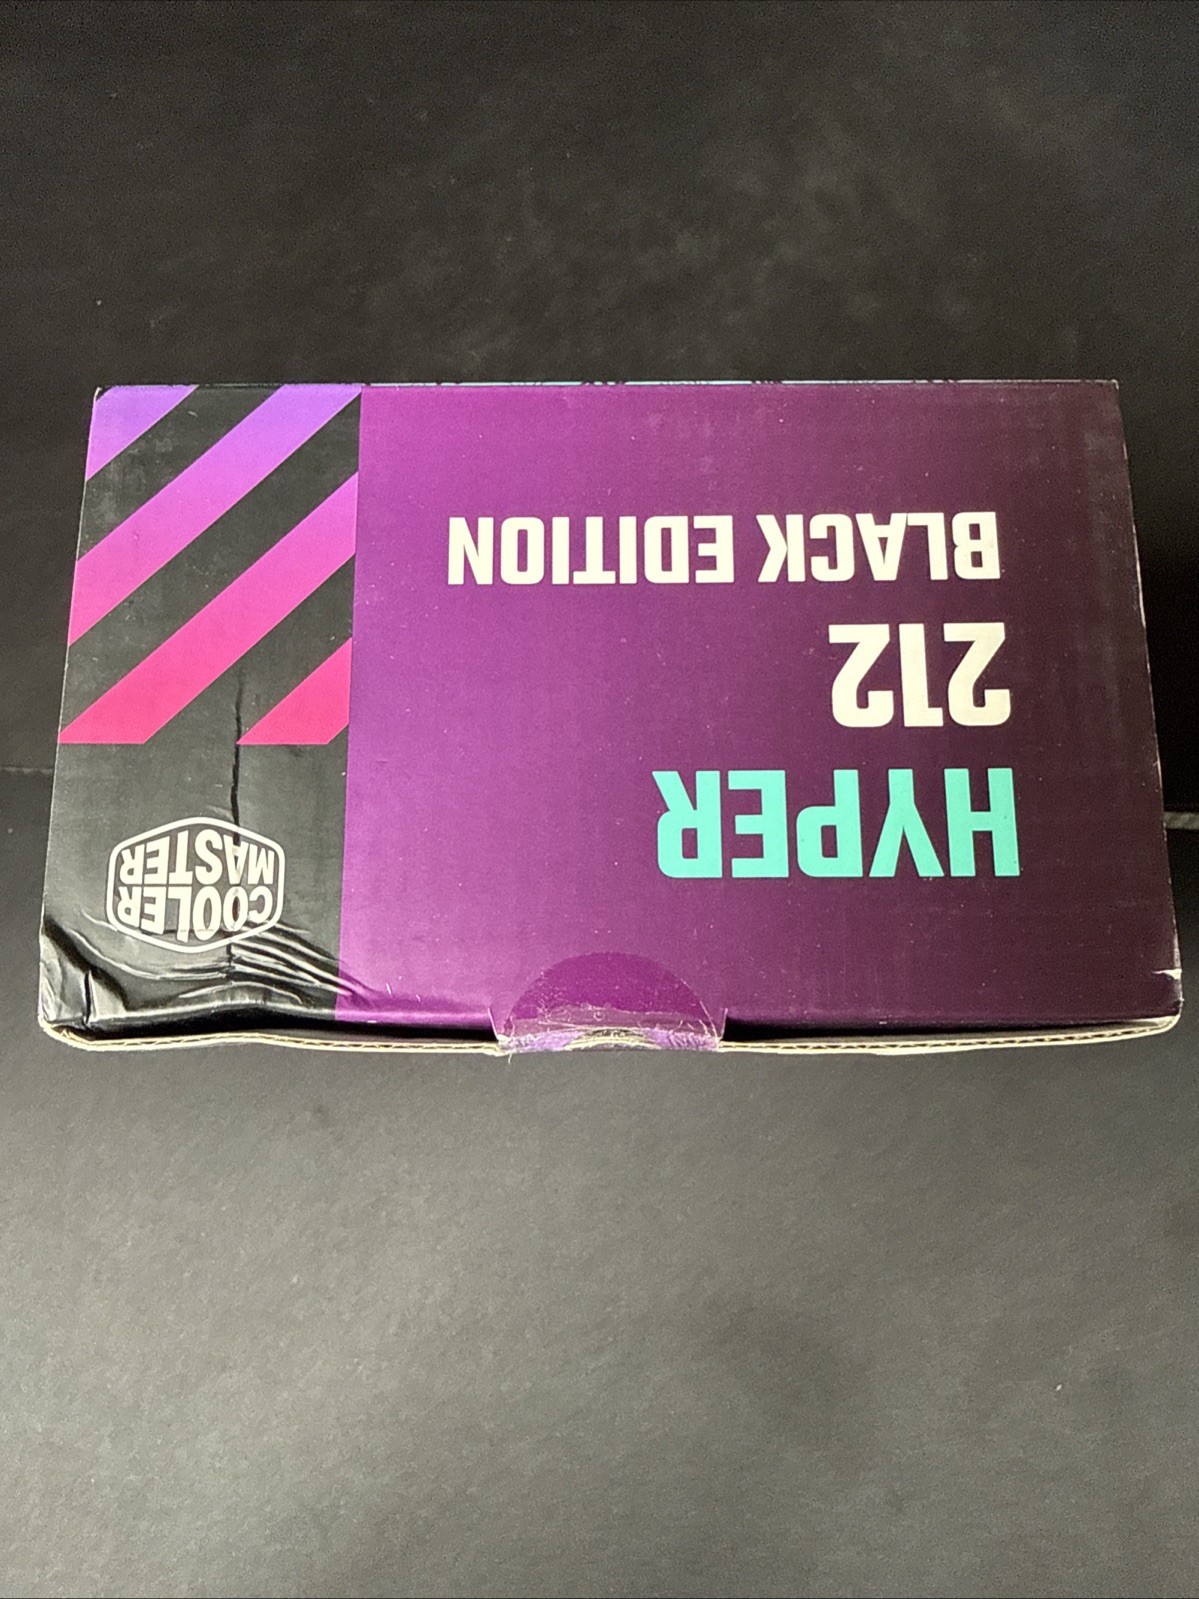 HYPER
212
BLACK EDITION
COOLER
MASTER